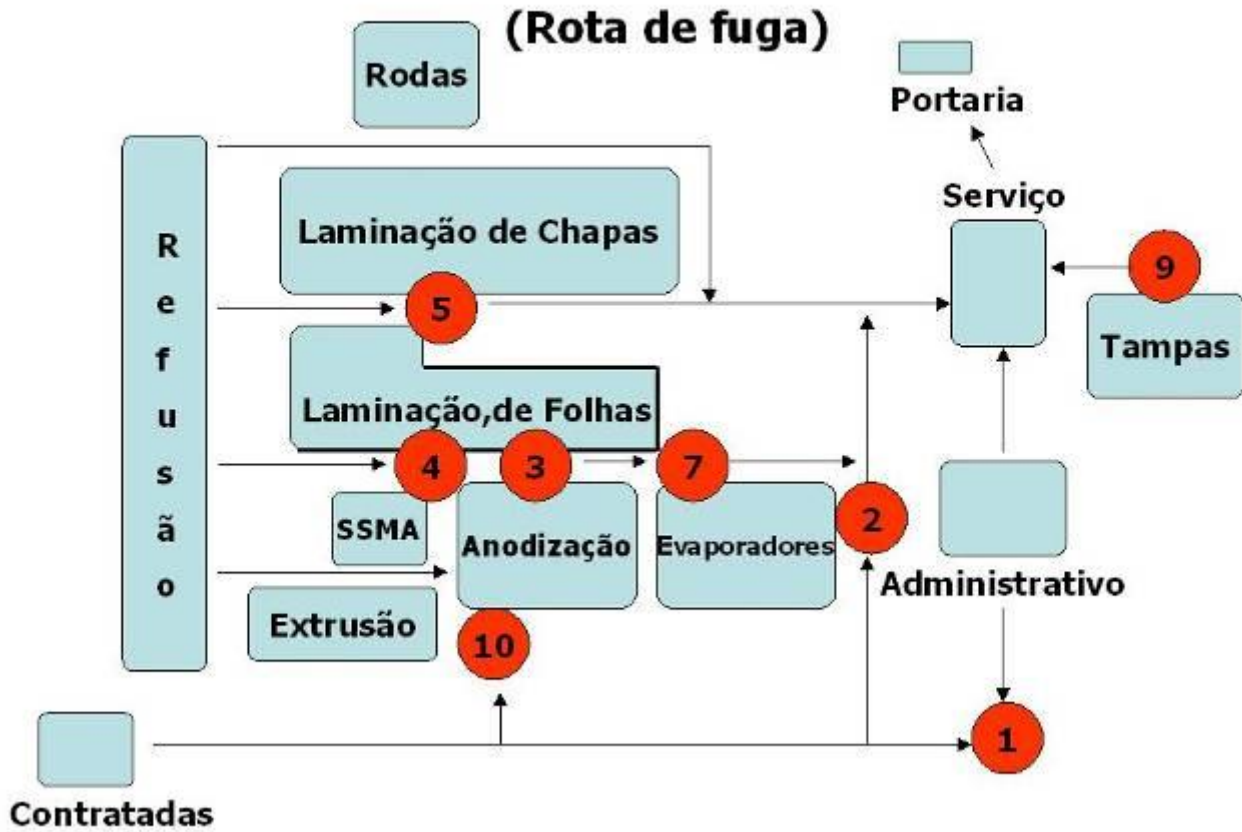 (Rota de fuga)
Rodas
Portaria
Serviço
Refusão
Laminação de Chapas
9
5
Tampas
Laminação,de Folhas
4
3
7
2
SSMA
Anodização
Evaporadores
Administrativo
Extrusão
10
1
Contratadas